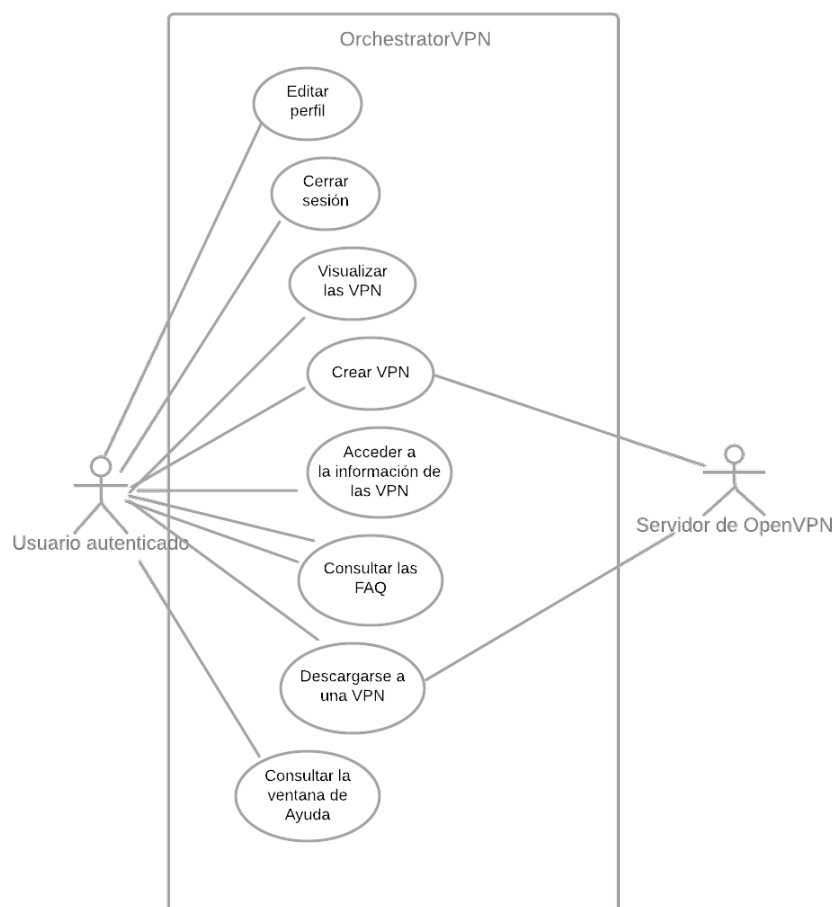 OrchestratorVPN
Editar
perfil
Cerrar
sesión
Visualizar
las VPN
Crear VPN
Acceder a
la información de
las VPN
Usuario autenticado
Servidor de OpenVPN
Consultar las
FAQ
Descargarse a
una VPN
Consultar la
ventana de
Ayuda